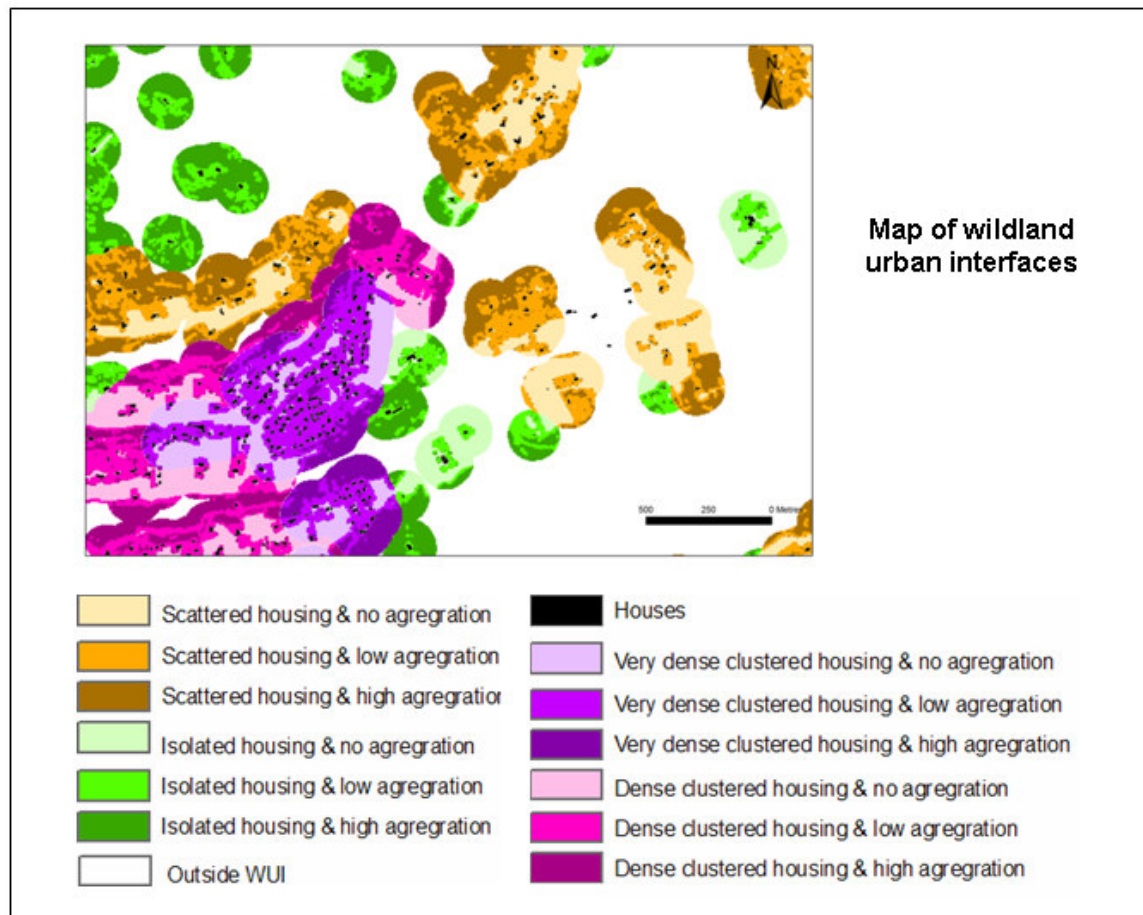 N
Map of wildland
urban interfaces
500 250 0 Metres
Scattered housing & no agregration
Scattered housing & low agregration
Scattered housing & high agregration
Isolated housing & no agregration
Isolated housing & low agregration
Isolated housing & high agregration
Outside WUI
Houses
Very dense clustered housing & no agregration
Very dense clustered housing & low agregration
Very dense clustered housing & high agregration
Dense clustered housing & no agregration
Dense clustered housing & low agregration
Dense clustered housing & high agregration